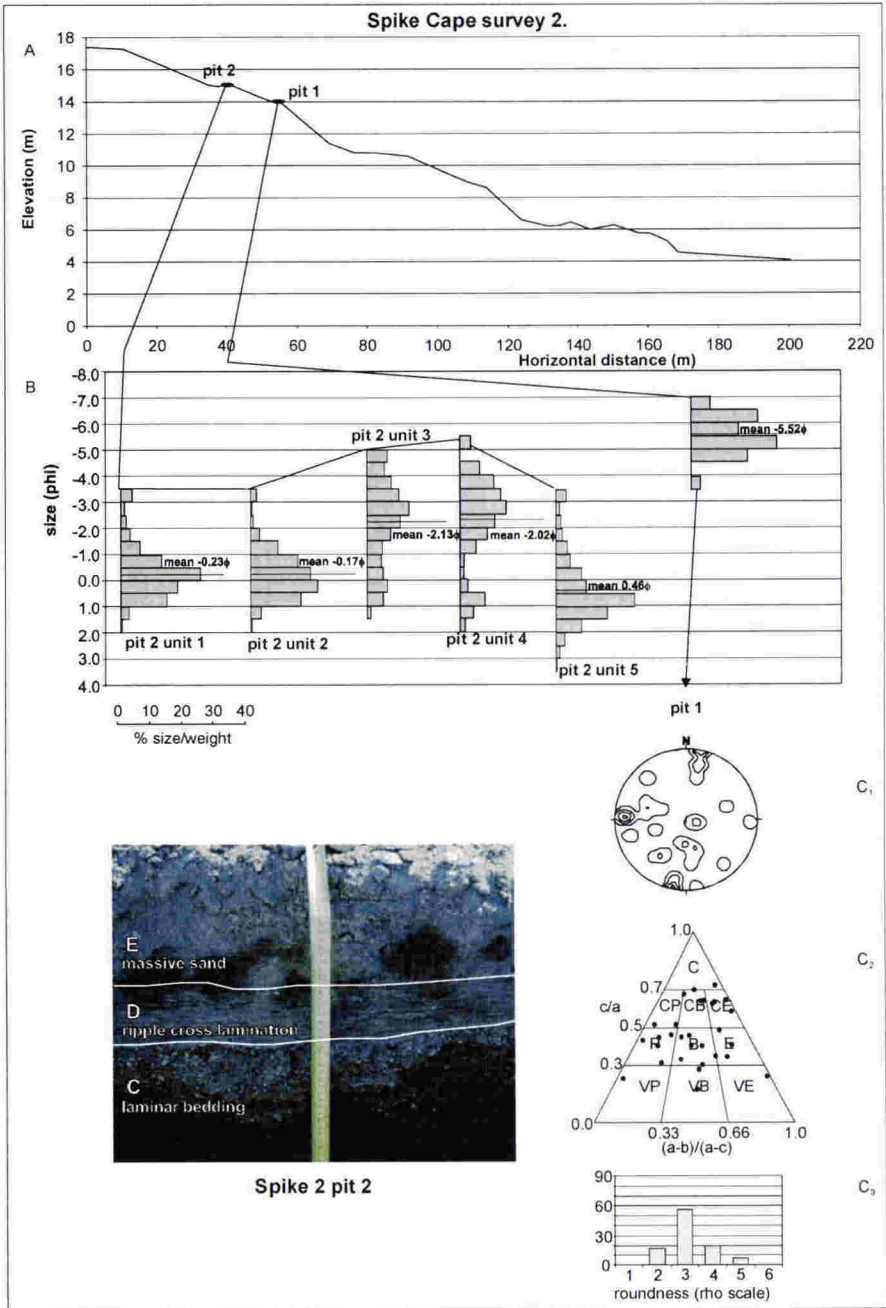 Spike Cape survey 2.
A
Elevation (m)
18
16
14
12
10
8
6
4
2
0
pit 2
pit 1
0 20 40 60 80 100 120 140 160 180 200 220
Horizontal distance (m)
B
size (phi)
-8.0
-7.0
-6.0
-5.0
-4.0
-3.0
-2.0
-1.0
0.0
1.0
2.0
3.0
4.0
mean -5.52ϕ
pit 2 unit 3
mean -2.13ϕ
mean -2.02ϕ
mean -0.23ϕ
mean -0.17ϕ
mean 0.46ϕ
pit 2 unit 1
pit 2 unit 2
pit 2 unit 4
pit 2 unit 5
pit 1
0 10 20 30 40
% size/weight
N
C₁
E
massive sand
D
ripple cross lamination
C
laminar bedding
Spike 2 pit 2
C₂
1.0
C
0.7
c/a
CP CB CE
0.5
P B E
0.3
VP VB VE
0.0
0.33 0.66 1.0
(a-b)/(a-c)
C₃
90
60
30
0
1 2 3 4 5 6
roundness (rho scale)